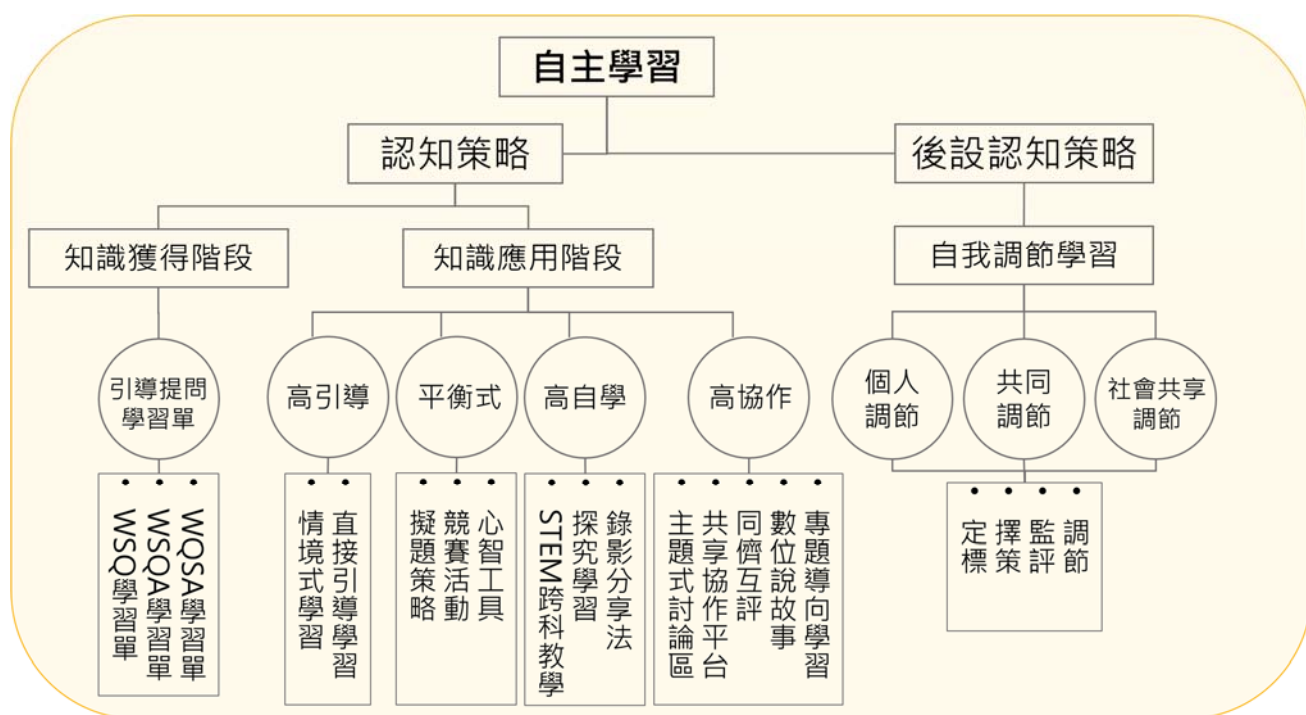 自主學習
認知策略
後設認知策略
知識獲得階段
知識應用階段
自我調節學習
引導提問
學習單
高引導
平衡式
高自學
高協作
個人
調節
共同
調節
社會共享
調節
WQSA學習單
WSQA學習單
WSQ學習單
直接引導學習
情境式學習
心智工具
競賽活動
擬題策略
錄影分享法
探究學習
STEM跨科教學
專題導向學習
數位說故事
同儕互評
共享協作平台
主題式討論區
調節
監評
擇策
定標